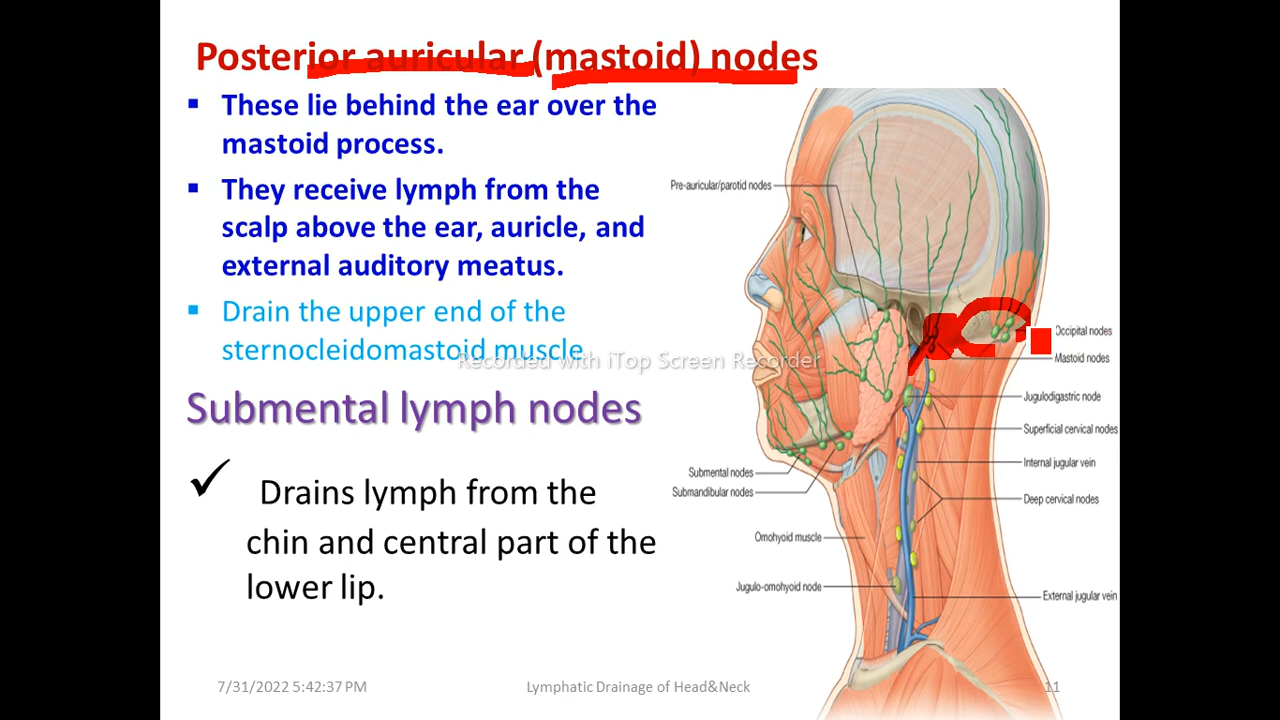 Posterior auricular (mastoid) nodes
▪ These lie behind the ear over the
mastoid process.
▪ They receive lymph from the
scalp above the ear, auricle, and
external auditory meatus.
▪ Drain the upper end of the
sternocleidomastoid muscle
Recorded with iTop Screen Recorder
Submental lymph nodes
✓ Drains lymph from the
chin and central part of the
lower lip.
Pre-auricular/parotid nodes
Occipital nodes
Mastoid nodes
Jugulodigastric node
Superficial cervical nodes
Internal jugular vein
Submental nodes
Submandibular nodes
Deep cervical nodes
Omohyoid muscle
Jugulo-omohyoid node
External jugular vein
7/31/2022 5:42:37 PM
Lymphatic Drainage of Head&Neck
11